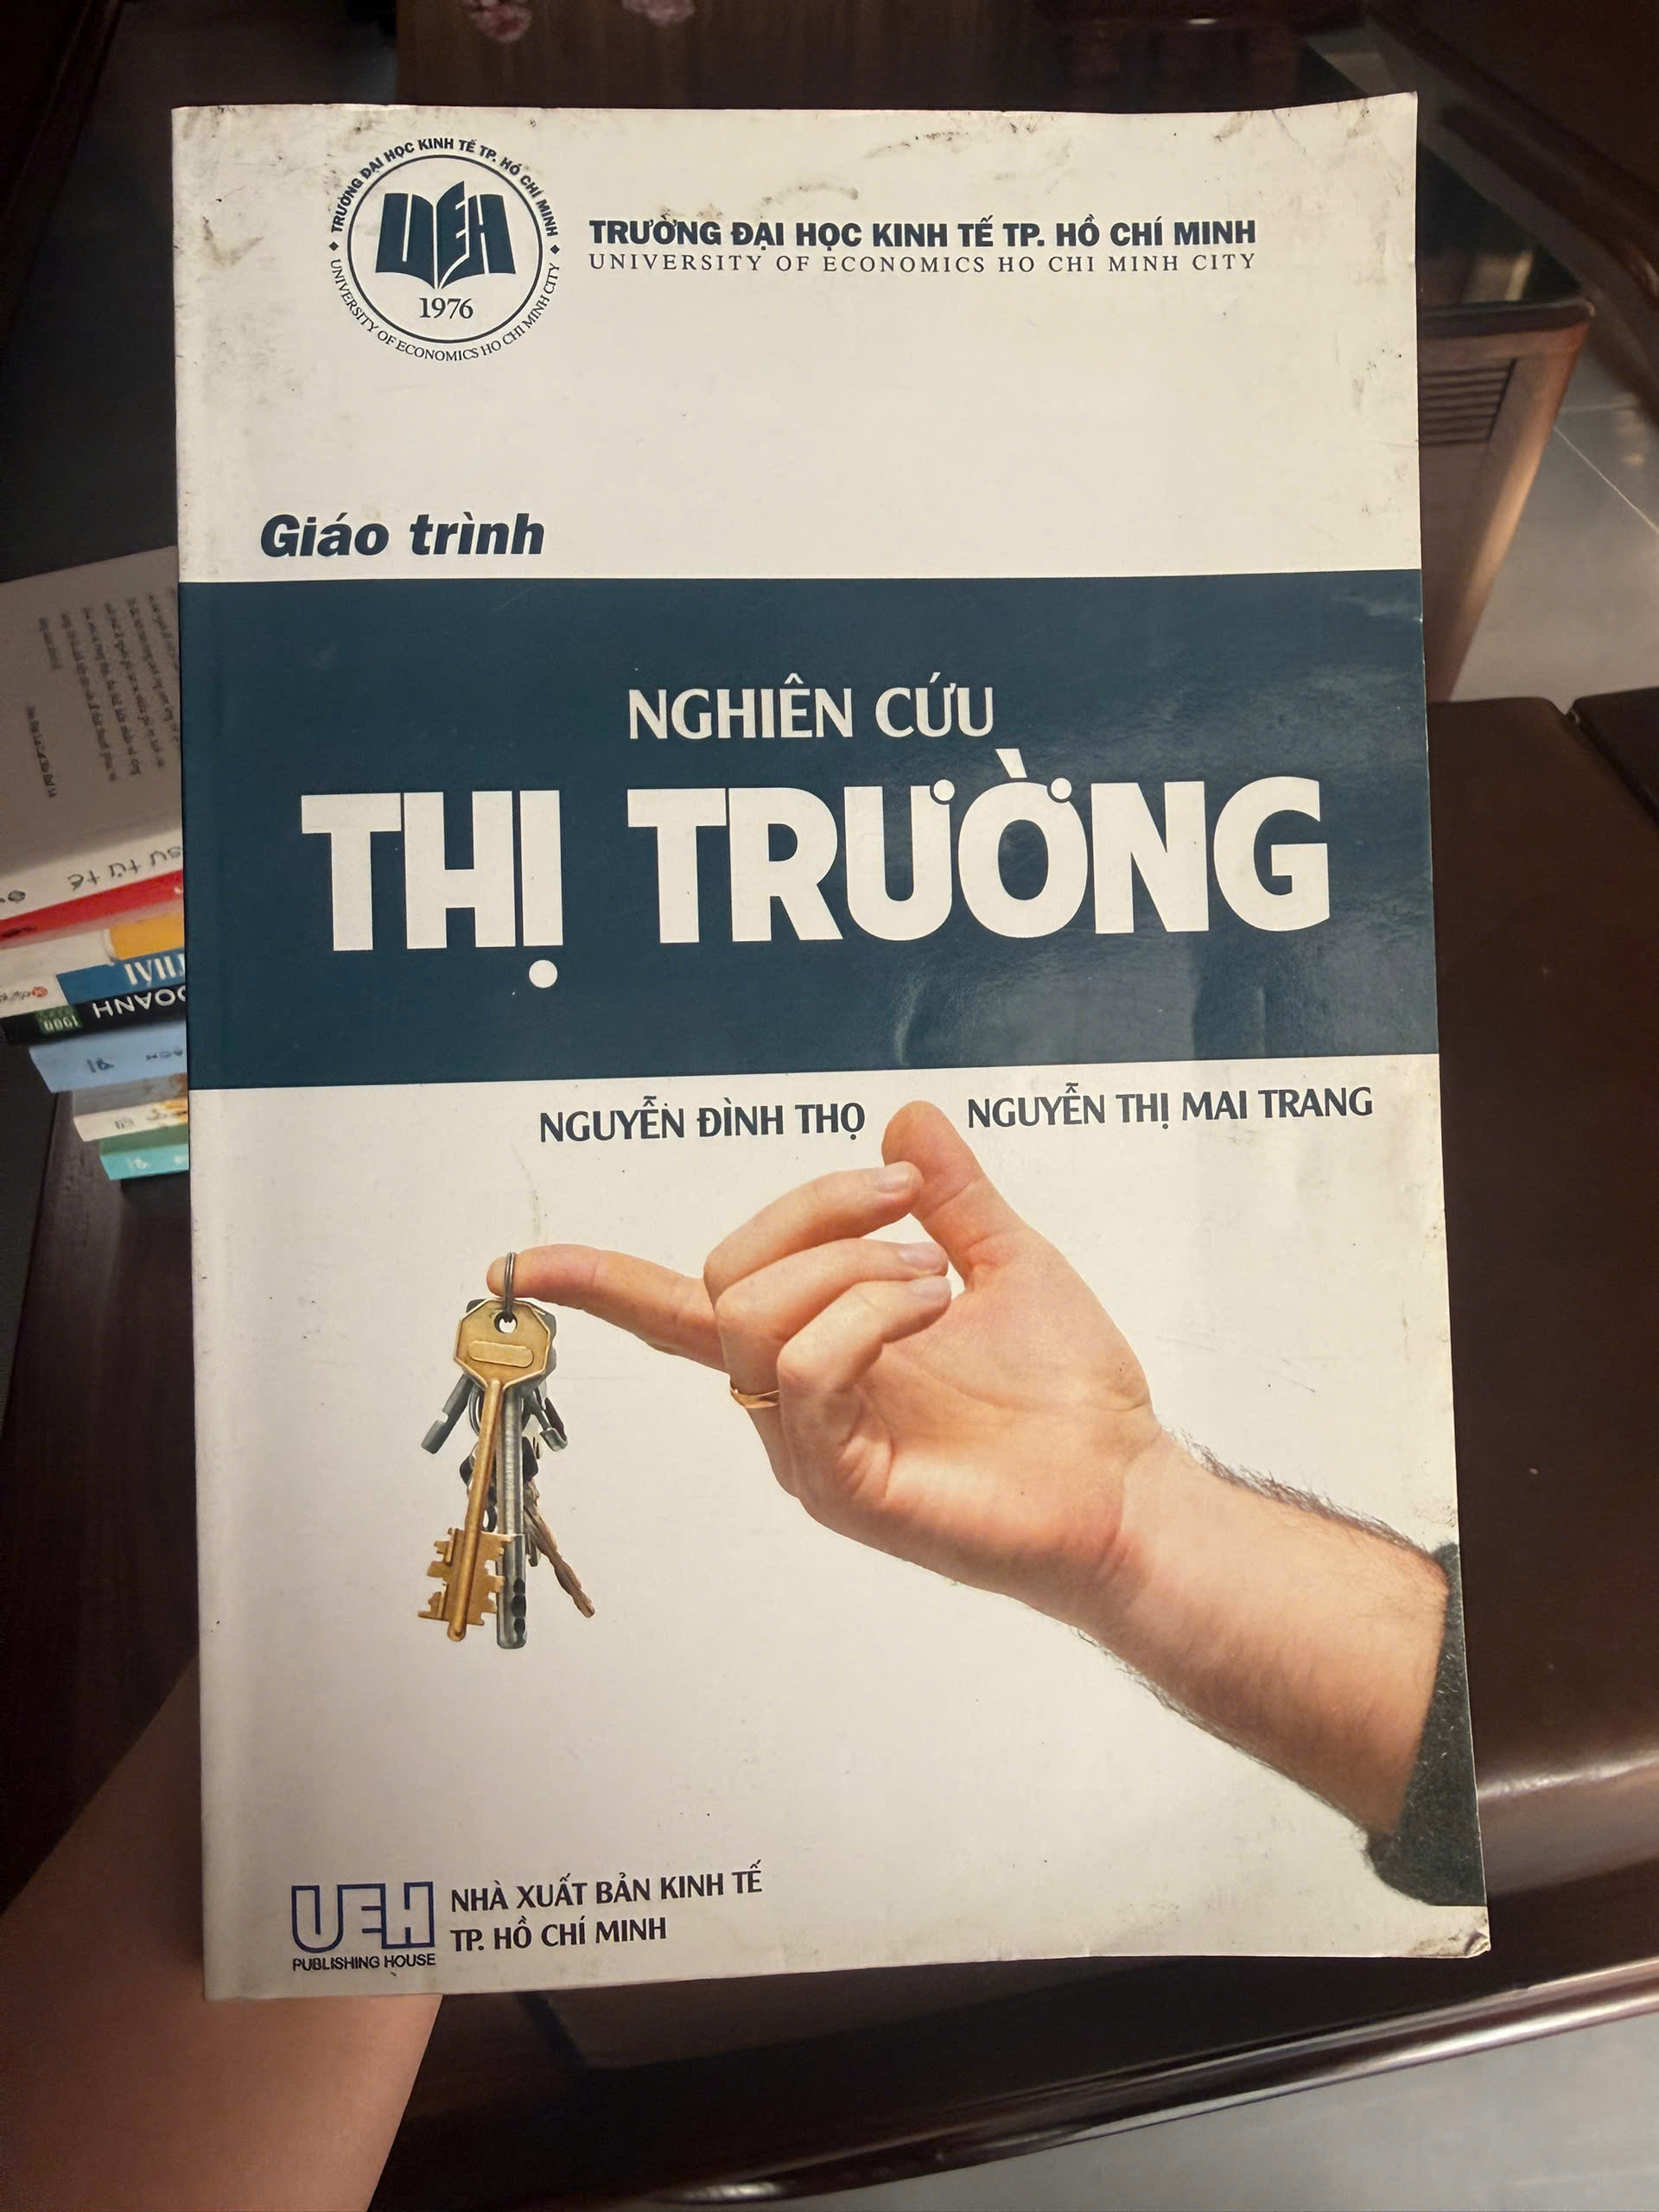 TRƯỜNG ĐẠI HỌC KINH TẾ TP. HỒ CHÍ MINH
UEH
1976
UNIVERSITY OF ECONOMICS HO CHI MINH CITY
TRƯỜNG ĐẠI HỌC KINH TẾ TP. HỒ CHÍ MINH
UNIVERSITY OF ECONOMICS HO CHI MINH CITY
Giáo trình
NGHIÊN CỨU
THỊ TRƯỜNG
NGUYỄN ĐÌNH THỌ NGUYỄN THỊ MAI TRANG
UEH
PUBLISHING HOUSE
NHÀ XUẤT BẢN KINH TẾ
TP. HỒ CHÍ MINH